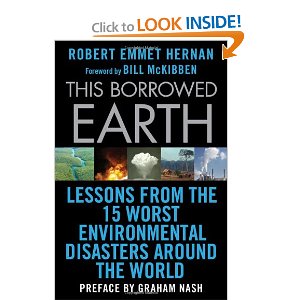 Click to LOOK INSIDE!
ROBERT EMMET HERNAN
Foreword by BILL McKIBBEN
THIS BORROWED
EARTH
LESSONS FROM THE
15 WORST
ENVIRONMENTAL
DISASTERS AROUND
THE WORLD
PREFACE BY GRAHAM NASH